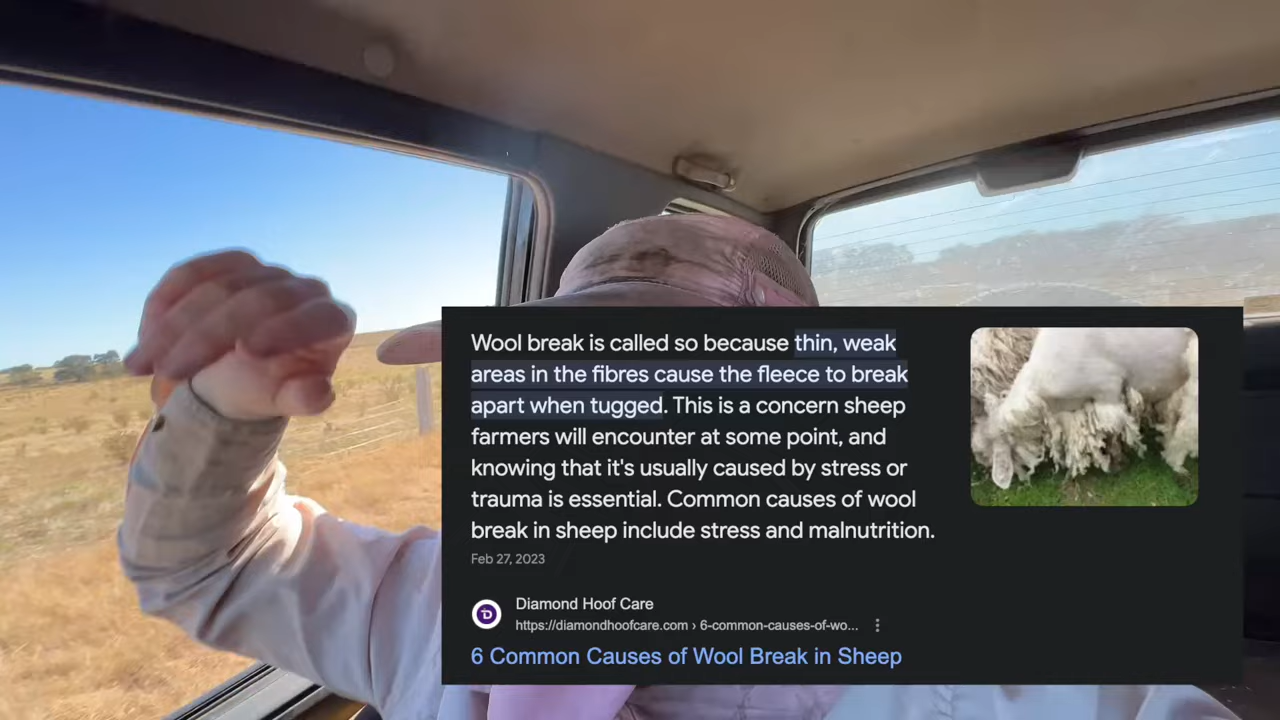 Wool break is called so because thin, weak
areas in the fibres cause the fleece to break
apart when tugged. This is a concern sheep
farmers will encounter at some point, and
knowing that it's usually caused by stress or
trauma is essential. Common causes of wool
break in sheep include stress and malnutrition.
Feb 27, 2023
Diamond Hoof Care
https://diamondhoofcare.com › 6-common-causes-of-wo...
6 Common Causes of Wool Break in Sheep